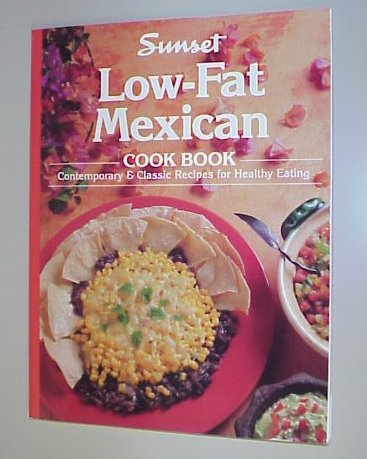 Sunset
Low-Fat
Mexican
COOK BOOK
Contemporary & Classic Recipes for Healthy Eating